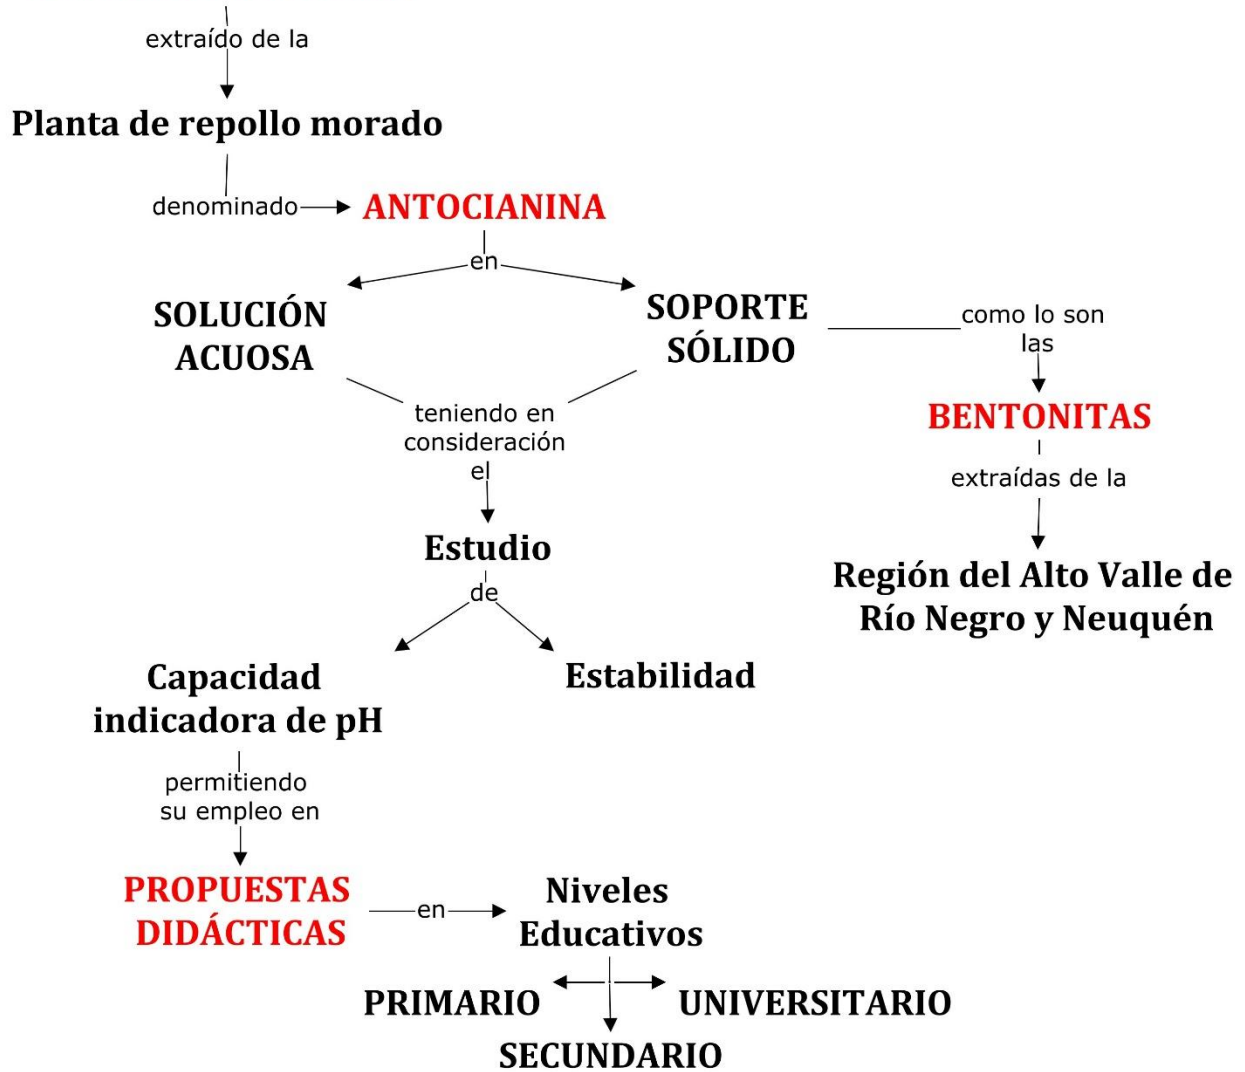 extraído de la
Planta de repollo morado
denominado
ANTOCIANINA
en
SOLUCIÓN
ACUOSA
SOPORTE
SÓLIDO
como lo son
las
BENTONITAS
extraídas de la
Región del Alto Valle de
Río Negro y Neuquén
teniendo en
consideración
el
Estudio
de
Capacidad
indicadora de pH
Estabilidad
permitiendo
su empleo en
PROPUESTAS
DIDÁCTICAS
en
Niveles
Educativos
PRIMARIO
UNIVERSITARIO
SECUNDARIO